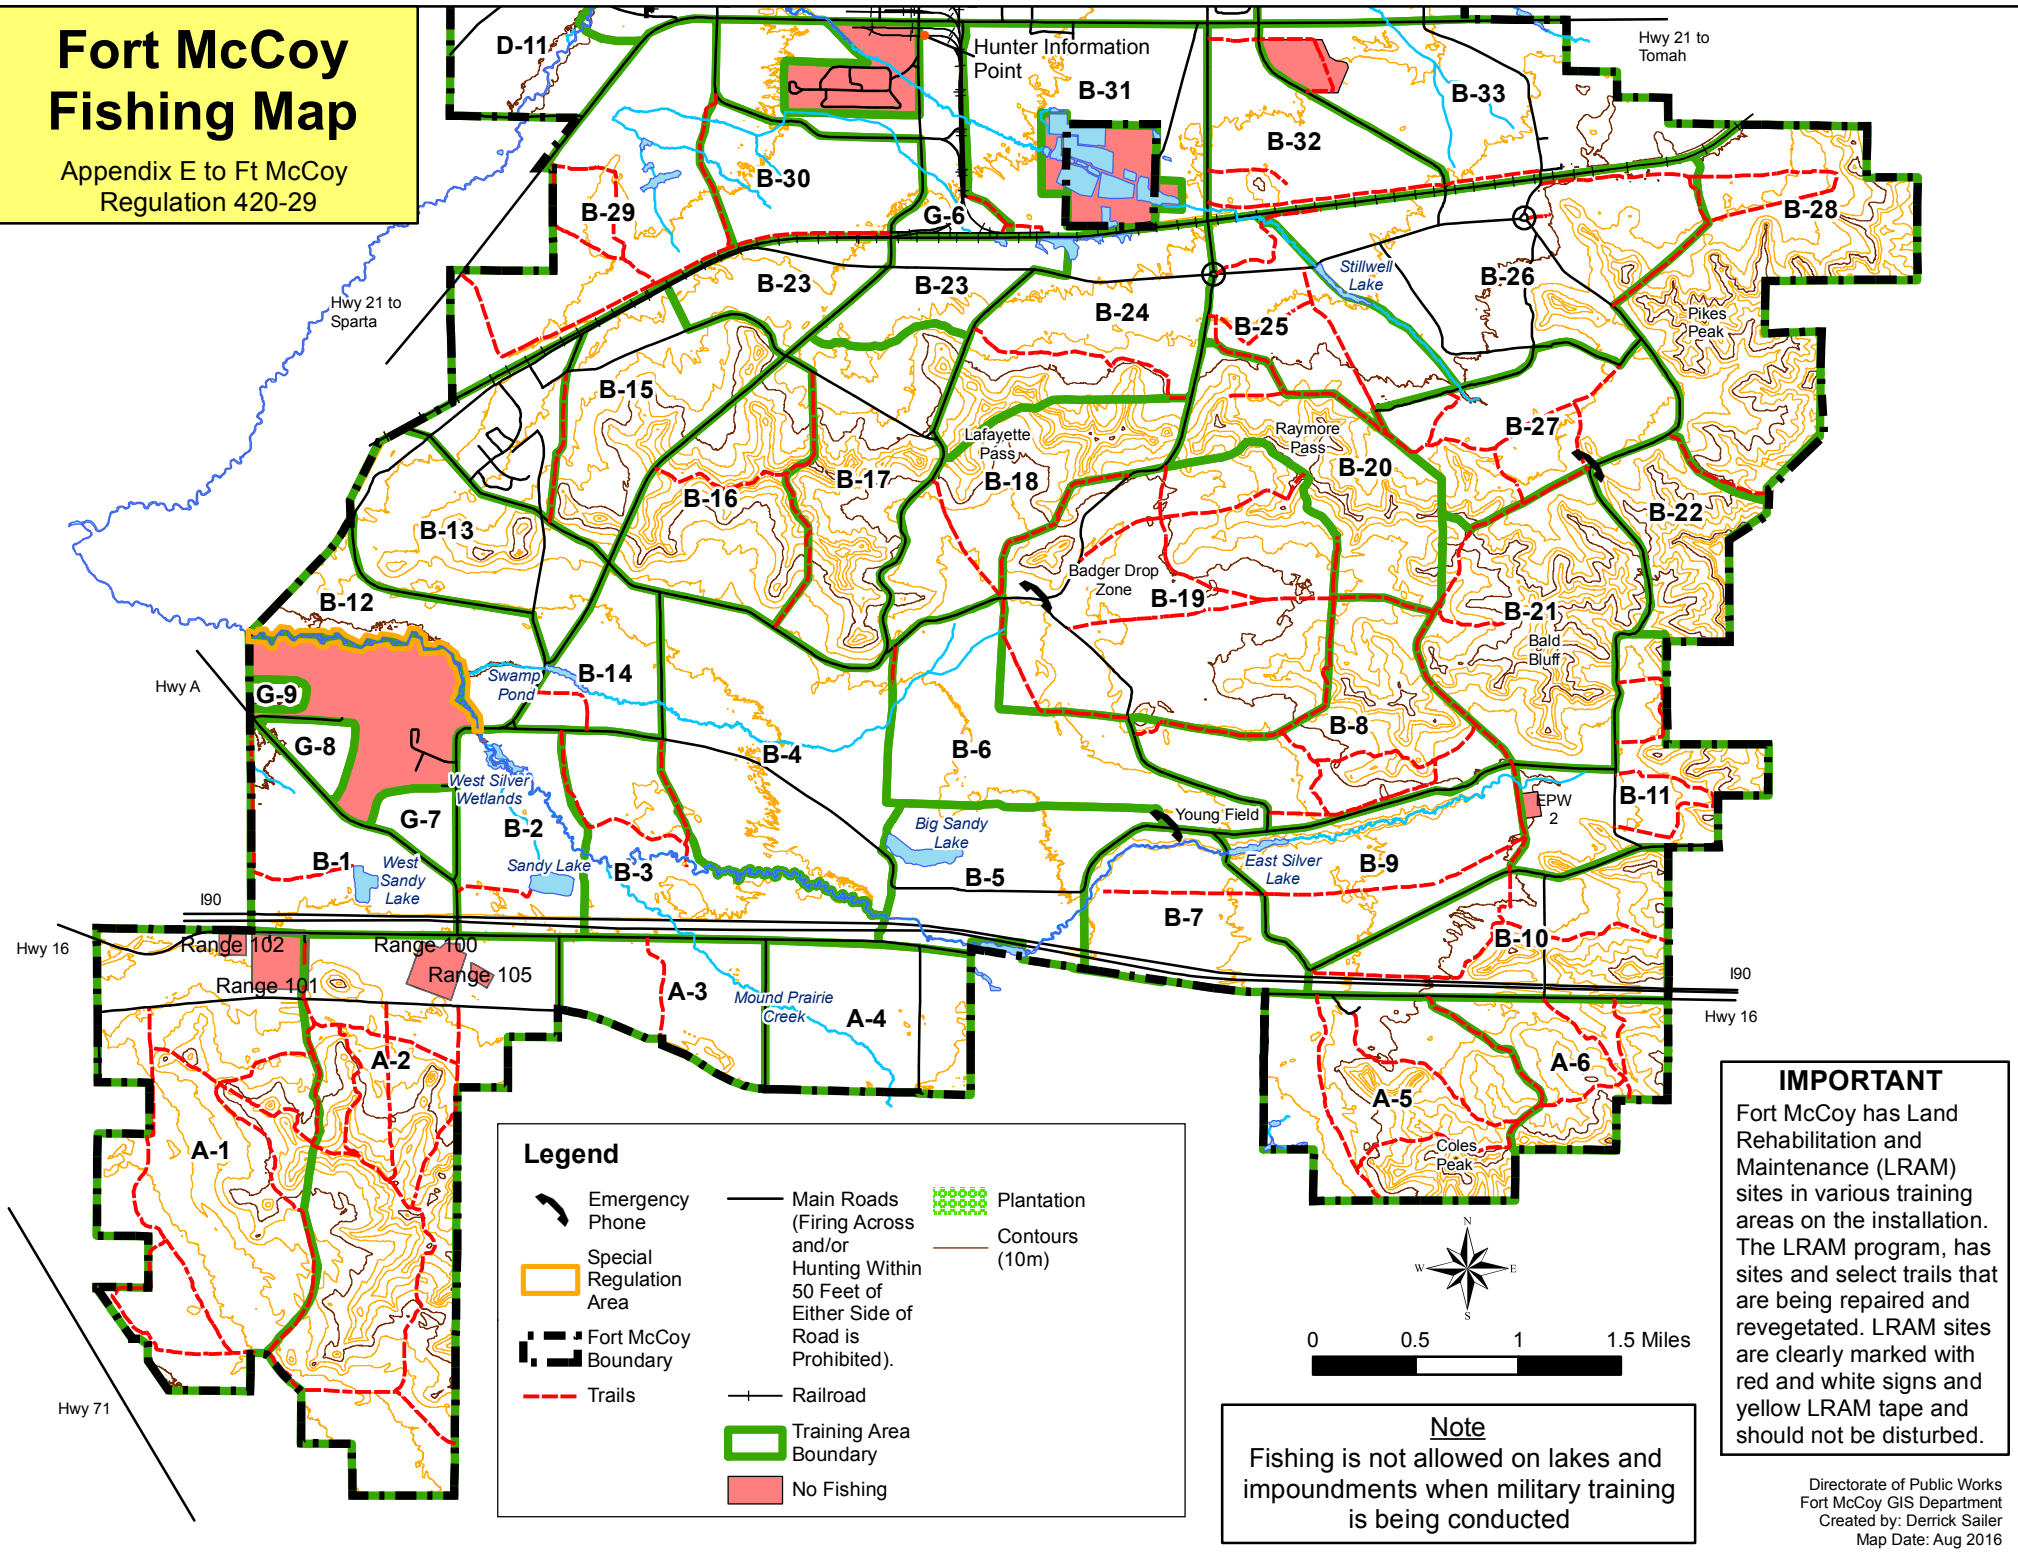 Fort McCoy
Fishing Map
Appendix E to Ft McCoy
Regulation 420-29
D-11
Hunter Information
Point
B-31
B-33
Hwy 21 to
Tomah
B-32
B-30
B-29
G-6
B-28
Hwy 21 to
Sparta
B-23
B-23
B-24
B-25
Stillwell
Lake
B-26
Pikes
Peak
B-15
Lafayette
Pass
Raymore
Pass
B-27
B-16
B-17
B-18
B-20
B-22
B-13
B-12
Badger Drop
Zone
B-19
B-21
Bald
Bluff
Hwy A
G-9
Swamp
Pond
B-14
G-8
B-4
B-6
B-8
West Silver
Wetlands
G-7
B-2
Big Sandy
Lake
Young Field
EPW
2
B-11
B-1
West
Sandy
Lake
Sandy Lake
B-3
B-5
East Silver
Lake
B-9
B-7
B-10
I90
Hwy 16
Range 102
Range 100
Range 101
Range 105
A-3
Mound Prairie
Creek
A-4
I90
Hwy 16
A-2
A-1
A-5
A-6
Coles
Peak
Hwy 71
Legend
Emergency
Phone
Special
Regulation
Area
Fort McCoy
Boundary
Trails
Main Roads
(Firing Across
and/or
Hunting Within
50 Feet of
Either Side of
Road is
Prohibited).
Railroad
Training Area
Boundary
No Fishing
Plantation
Contours
(10m)
N
W E
S
0 0.5 1 1.5 Miles
Note
Fishing is not allowed on lakes and
impoundments when military training
is being conducted
IMPORTANT
Fort McCoy has Land
Rehabilitation and
Maintenance (LRAM)
sites in various training
areas on the installation.
The LRAM program, has
sites and select trails that
are being repaired and
revegetated. LRAM sites
are clearly marked with
red and white signs and
yellow LRAM tape and
should not be disturbed.
Directorate of Public Works
Fort McCoy GIS Department
Created by: Derrick Sailer
Map Date: Aug 2016